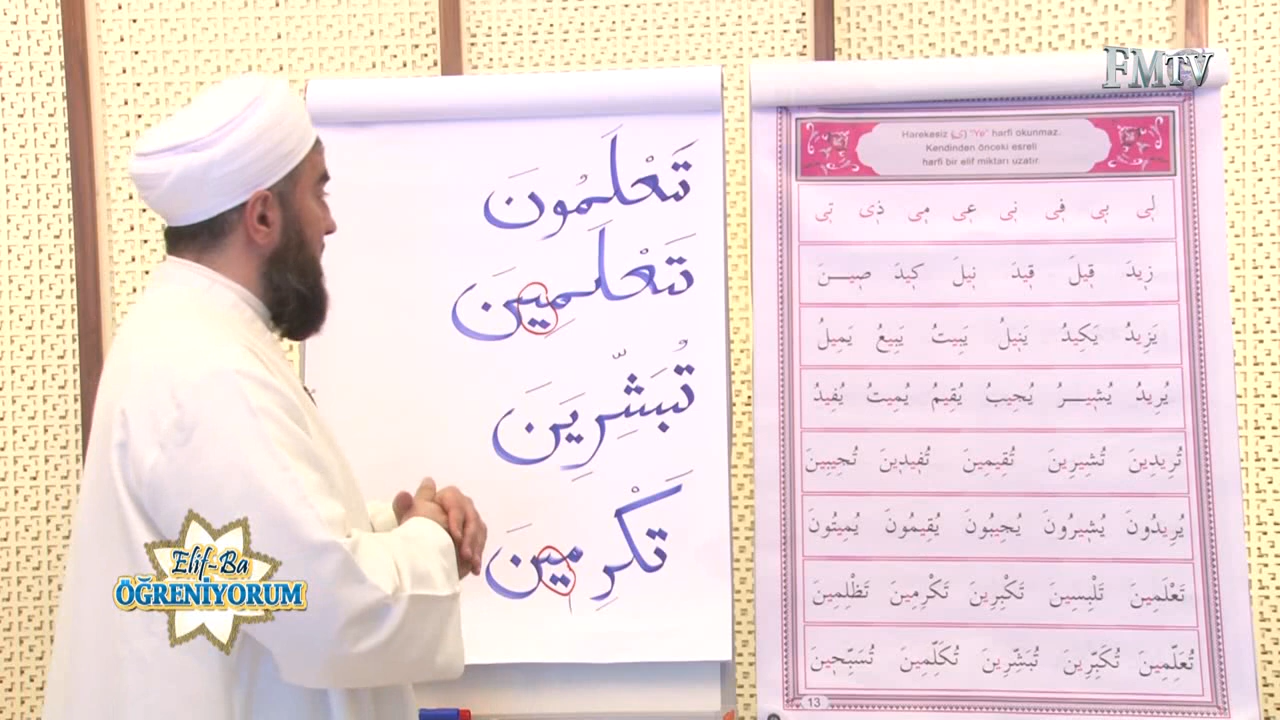 تَعْلَمُونَ
تَعْلَمِينَ
تُبَشِّرِينَ
تَكْرِمِينَ
FMTV
Harekesiz (ى) "Ye" harfi okunmaz.
Kendinden önceki esreli
harfi bir elif miktarı uzatır.
لِى بِى فِى نِى عِى مِى ذِى تِى
زِيدَ قِيلَ قِيدَ نِيلَ كِيدَ صِيـــنَ
يَزِيدُ يَكِيدُ يَنِيلُ يَبِيتُ يَبِيعُ يَمِيلُ
يُرِيدُ يُشِيـــرُ يُجِيبُ يُقِيمُ يُمِيتُ يُفِيدُ
تُرِيدِينَ تُشِيرِينَ تُقِيمِينَ تُفِيدِينَ تُجِيبِينَ
يُرِيدُونَ يُشِيرُونَ يُجِيبُونَ يُقِيمُونَ يُمِيتُونَ
تَعْلَمِينَ تَلْبِسِينَ تَكْبِرِينَ تَكْرِمِينَ تَظْلِمِينَ
تُعَلِّمِينَ تُكَبِّرِينَ تُبَشِّرِينَ تُكَلِّمِينَ تُسَبِّحِينَ
13
Elif-Ba
ÖĞRENİYORUM